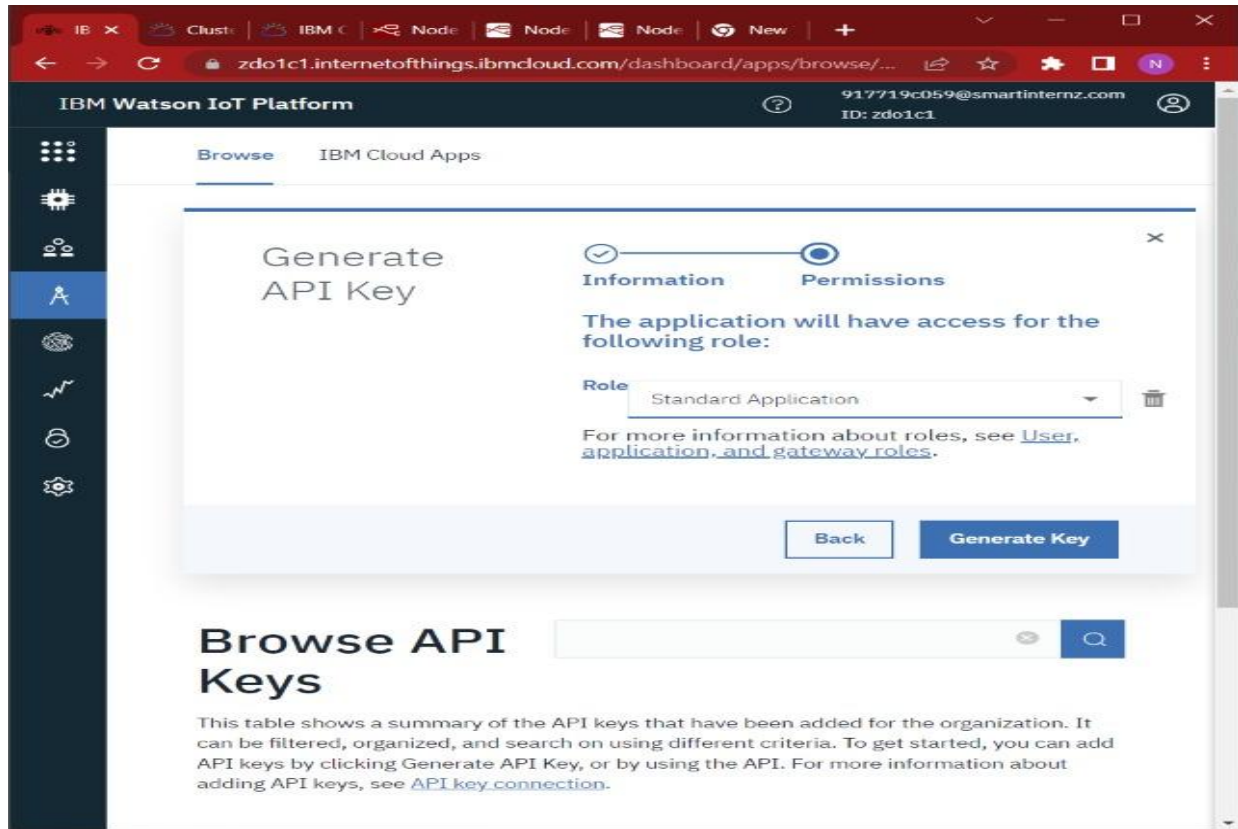 IB
Cluste
IBM C
Node
Node
Node
New
zdo1c1.internetofthings.ibmcloud.com/dashboard/apps/browse/...
N
IBM Watson IoT Platform
917719c059@smartinternz.com
ID: zdo1c1
Browse
IBM Cloud Apps
Generate
API Key
Information
Permissions
The application will have access for the
following role:
Role
Standard Application
For more information about roles, see User,
application, and gateway roles.
Back
Generate Key
Browse API
Keys
This table shows a summary of the API keys that have been added for the organization. It
can be filtered, organized, and search on using different criteria. To get started, you can add
API keys by clicking Generate API Key, or by using the API. For more information about
adding API keys, see API key connection.